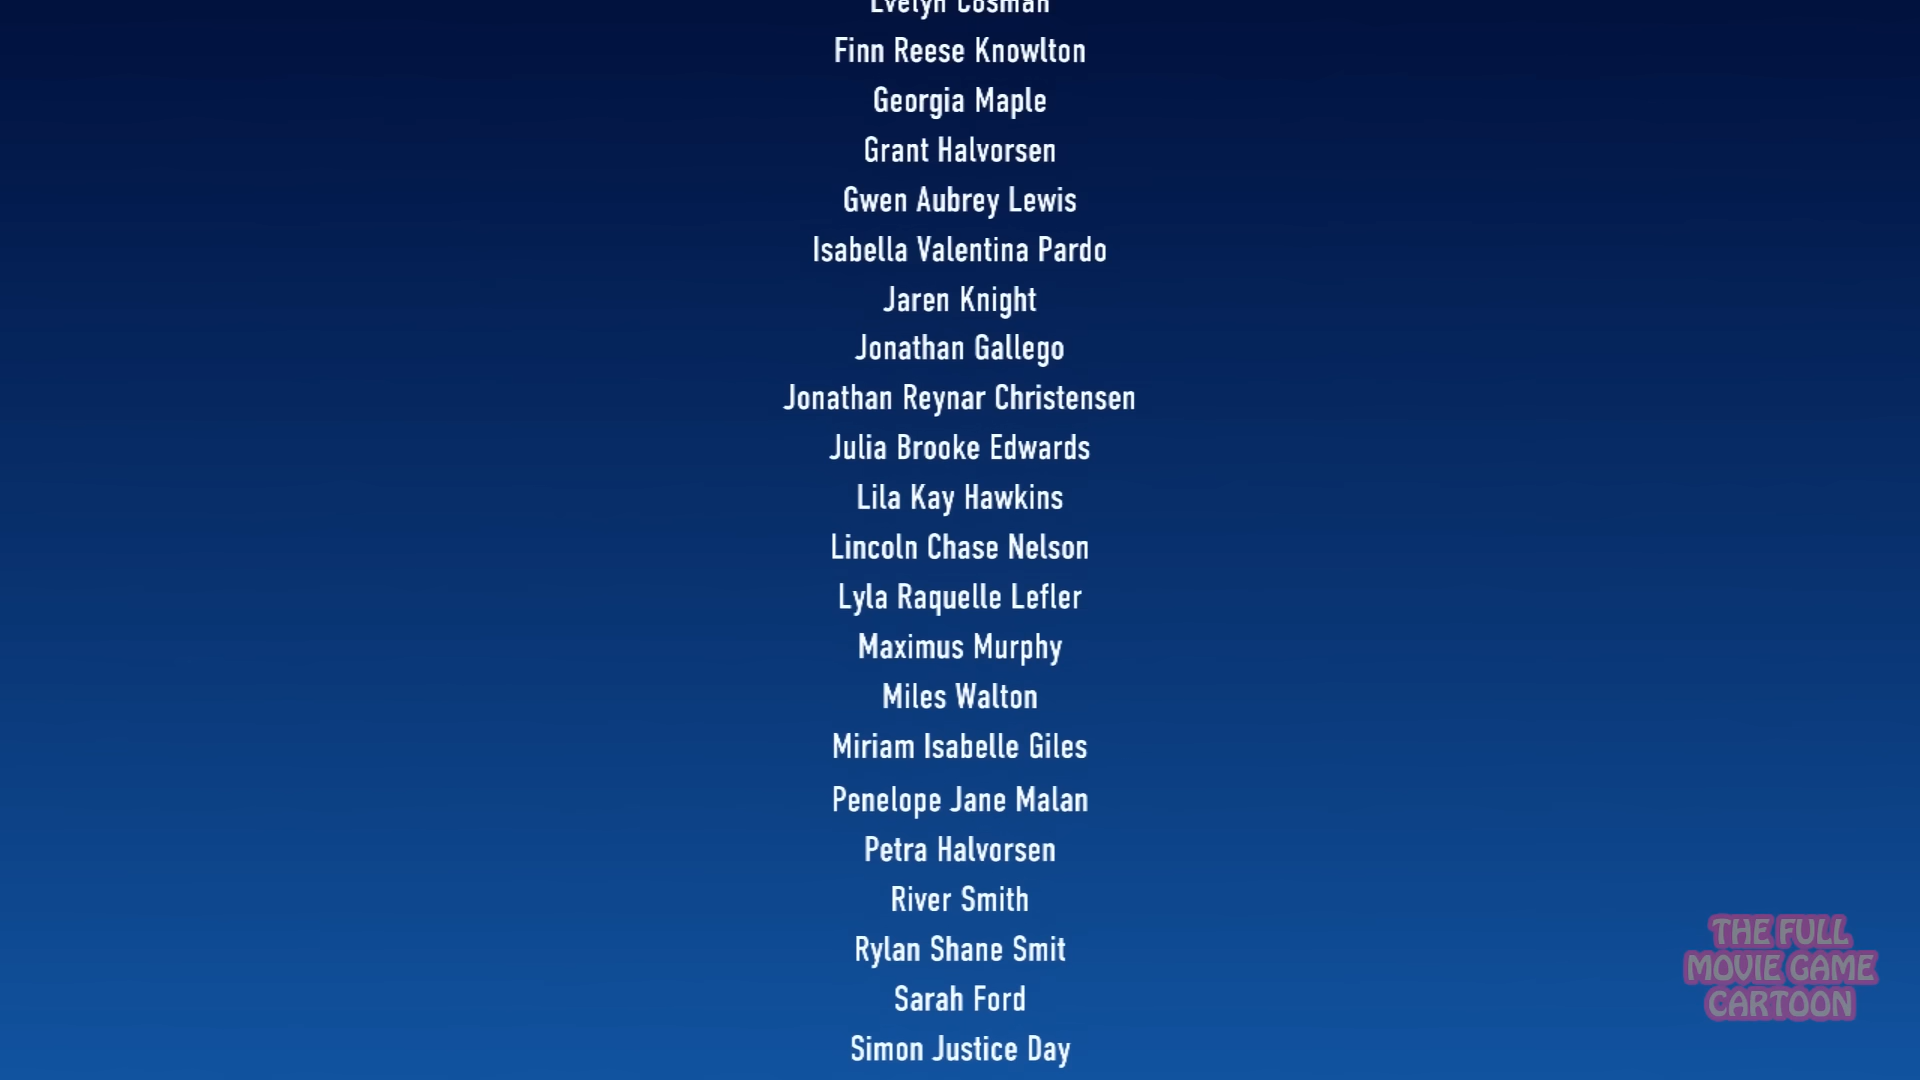 Evelyn Cosman
Finn Reese Knowlton
Georgia Maple
Grant Halvorsen
Gwen Aubrey Lewis
Isabella Valentina Pardo
Jaren Knight
Jonathan Gallego
Jonathan Reynar Christensen
Julia Brooke Edwards
Lila Kay Hawkins
Lincoln Chase Nelson
Lyla Raquelle Lefler
Maximus Murphy
Miles Walton
Miriam Isabelle Giles
Penelope Jane Malan
Petra Halvorsen
River Smith
Rylan Shane Smit
Sarah Ford
Simon Justice Day
THE FULL
MOVIE GAME
CARTOON